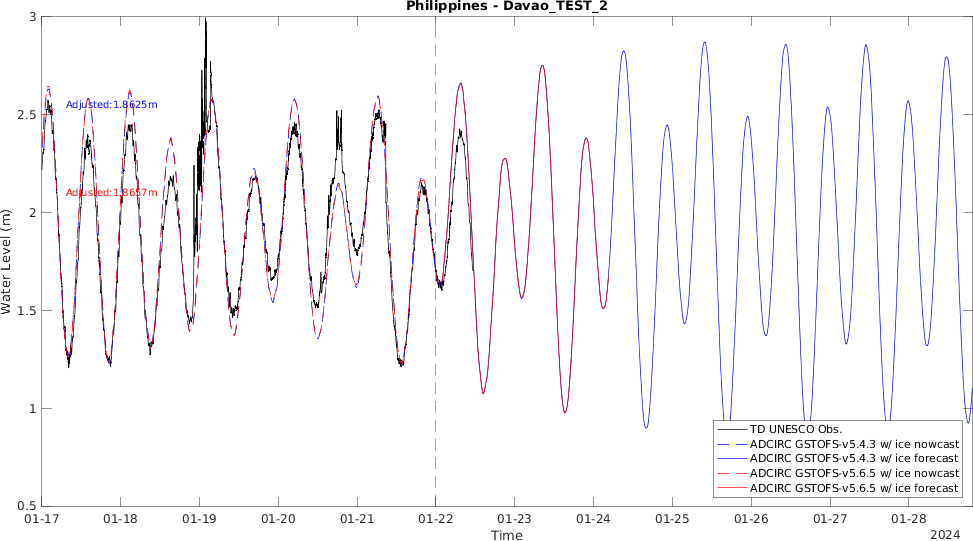 Philippines - Davao_TEST_2
3
2.5
2
1.5
1
0.5
Water Level (m)
Adjusted:1.8625m
Adjusted:1.8657m
TD UNESCO Obs.
ADCIRC GSTOFS-v5.4.3 w/ ice nowcast
ADCIRC GSTOFS-v5.4.3 w/ ice forecast
ADCIRC GSTOFS-v5.6.5 w/ ice nowcast
ADCIRC GSTOFS-v5.6.5 w/ ice forecast
01-17 01-18 01-19 01-20 01-21 01-22 01-23 01-24 01-25 01-26 01-27 01-28
Time
2024